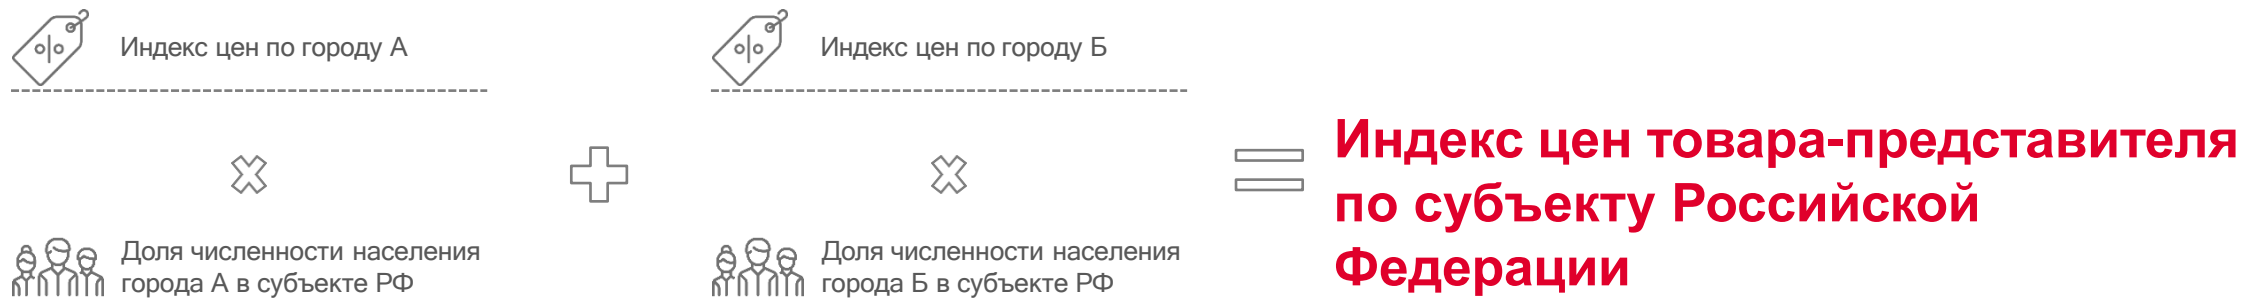 Индекс цен по городу А
Доля численности населения
города А в субъекте РФ
Индекс цен по городу Б
Доля численности населения
города Б в субъекте РФ
Индекс цен товара-представителя
по субъекту Российской
Федерации